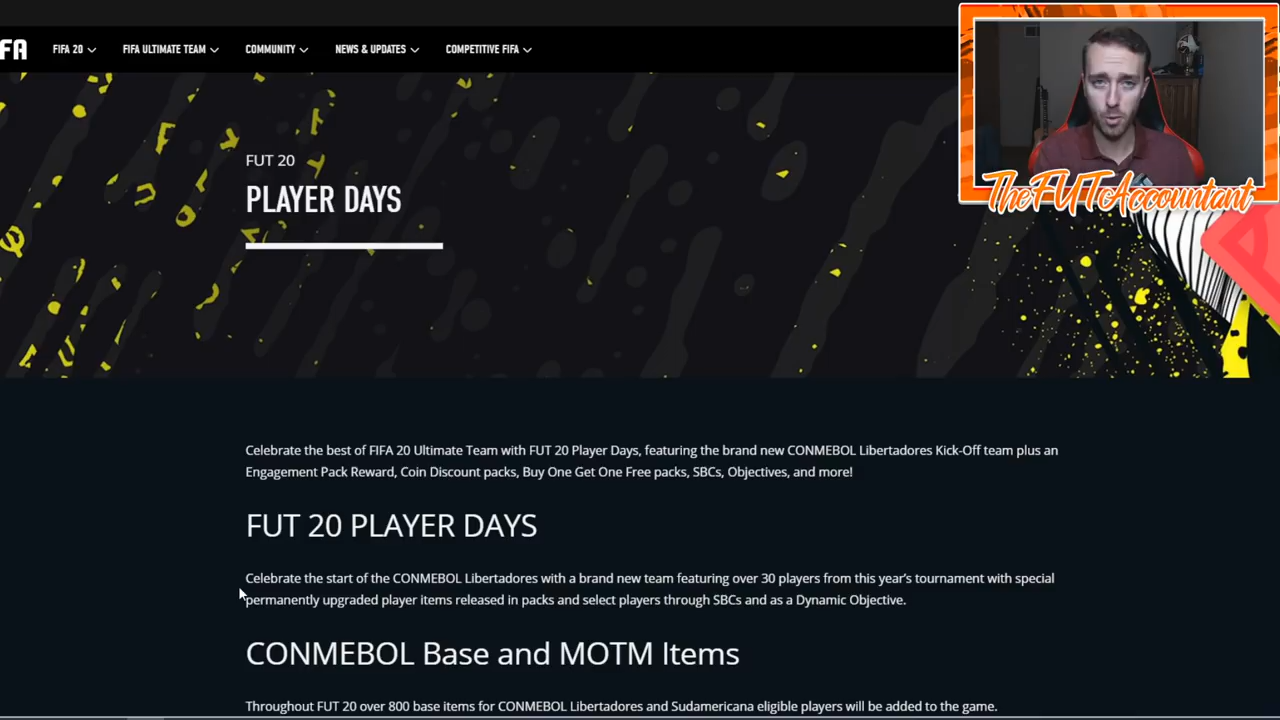 FA
FIFA 20
FIFA ULTIMATE TEAM
COMMUNITY
NEWS & UPDATES
COMPETITIVE FIFA
TheFUTAccountant
FUT 20
PLAYER DAYS
Celebrate the best of FIFA 20 Ultimate Team with FUT 20 Player Days, featuring the brand new CONMEBOL Libertadores Kick-Off team plus an
Engagement Pack Reward, Coin Discount packs, Buy One Get One Free packs, SBCs, Objectives, and more!
FUT 20 PLAYER DAYS
Celebrate the start of the CONMEBOL Libertadores with a brand new team featuring over 30 players from this year's tournament with special
permanently upgraded player items released in packs and select players through SBCs and as a Dynamic Objective.
CONMEBOL Base and MOTM Items
Throughout FUT 20 over 800 base items for CONMEBOL Libertadores and Sudamericana eligible players will be added to the game.